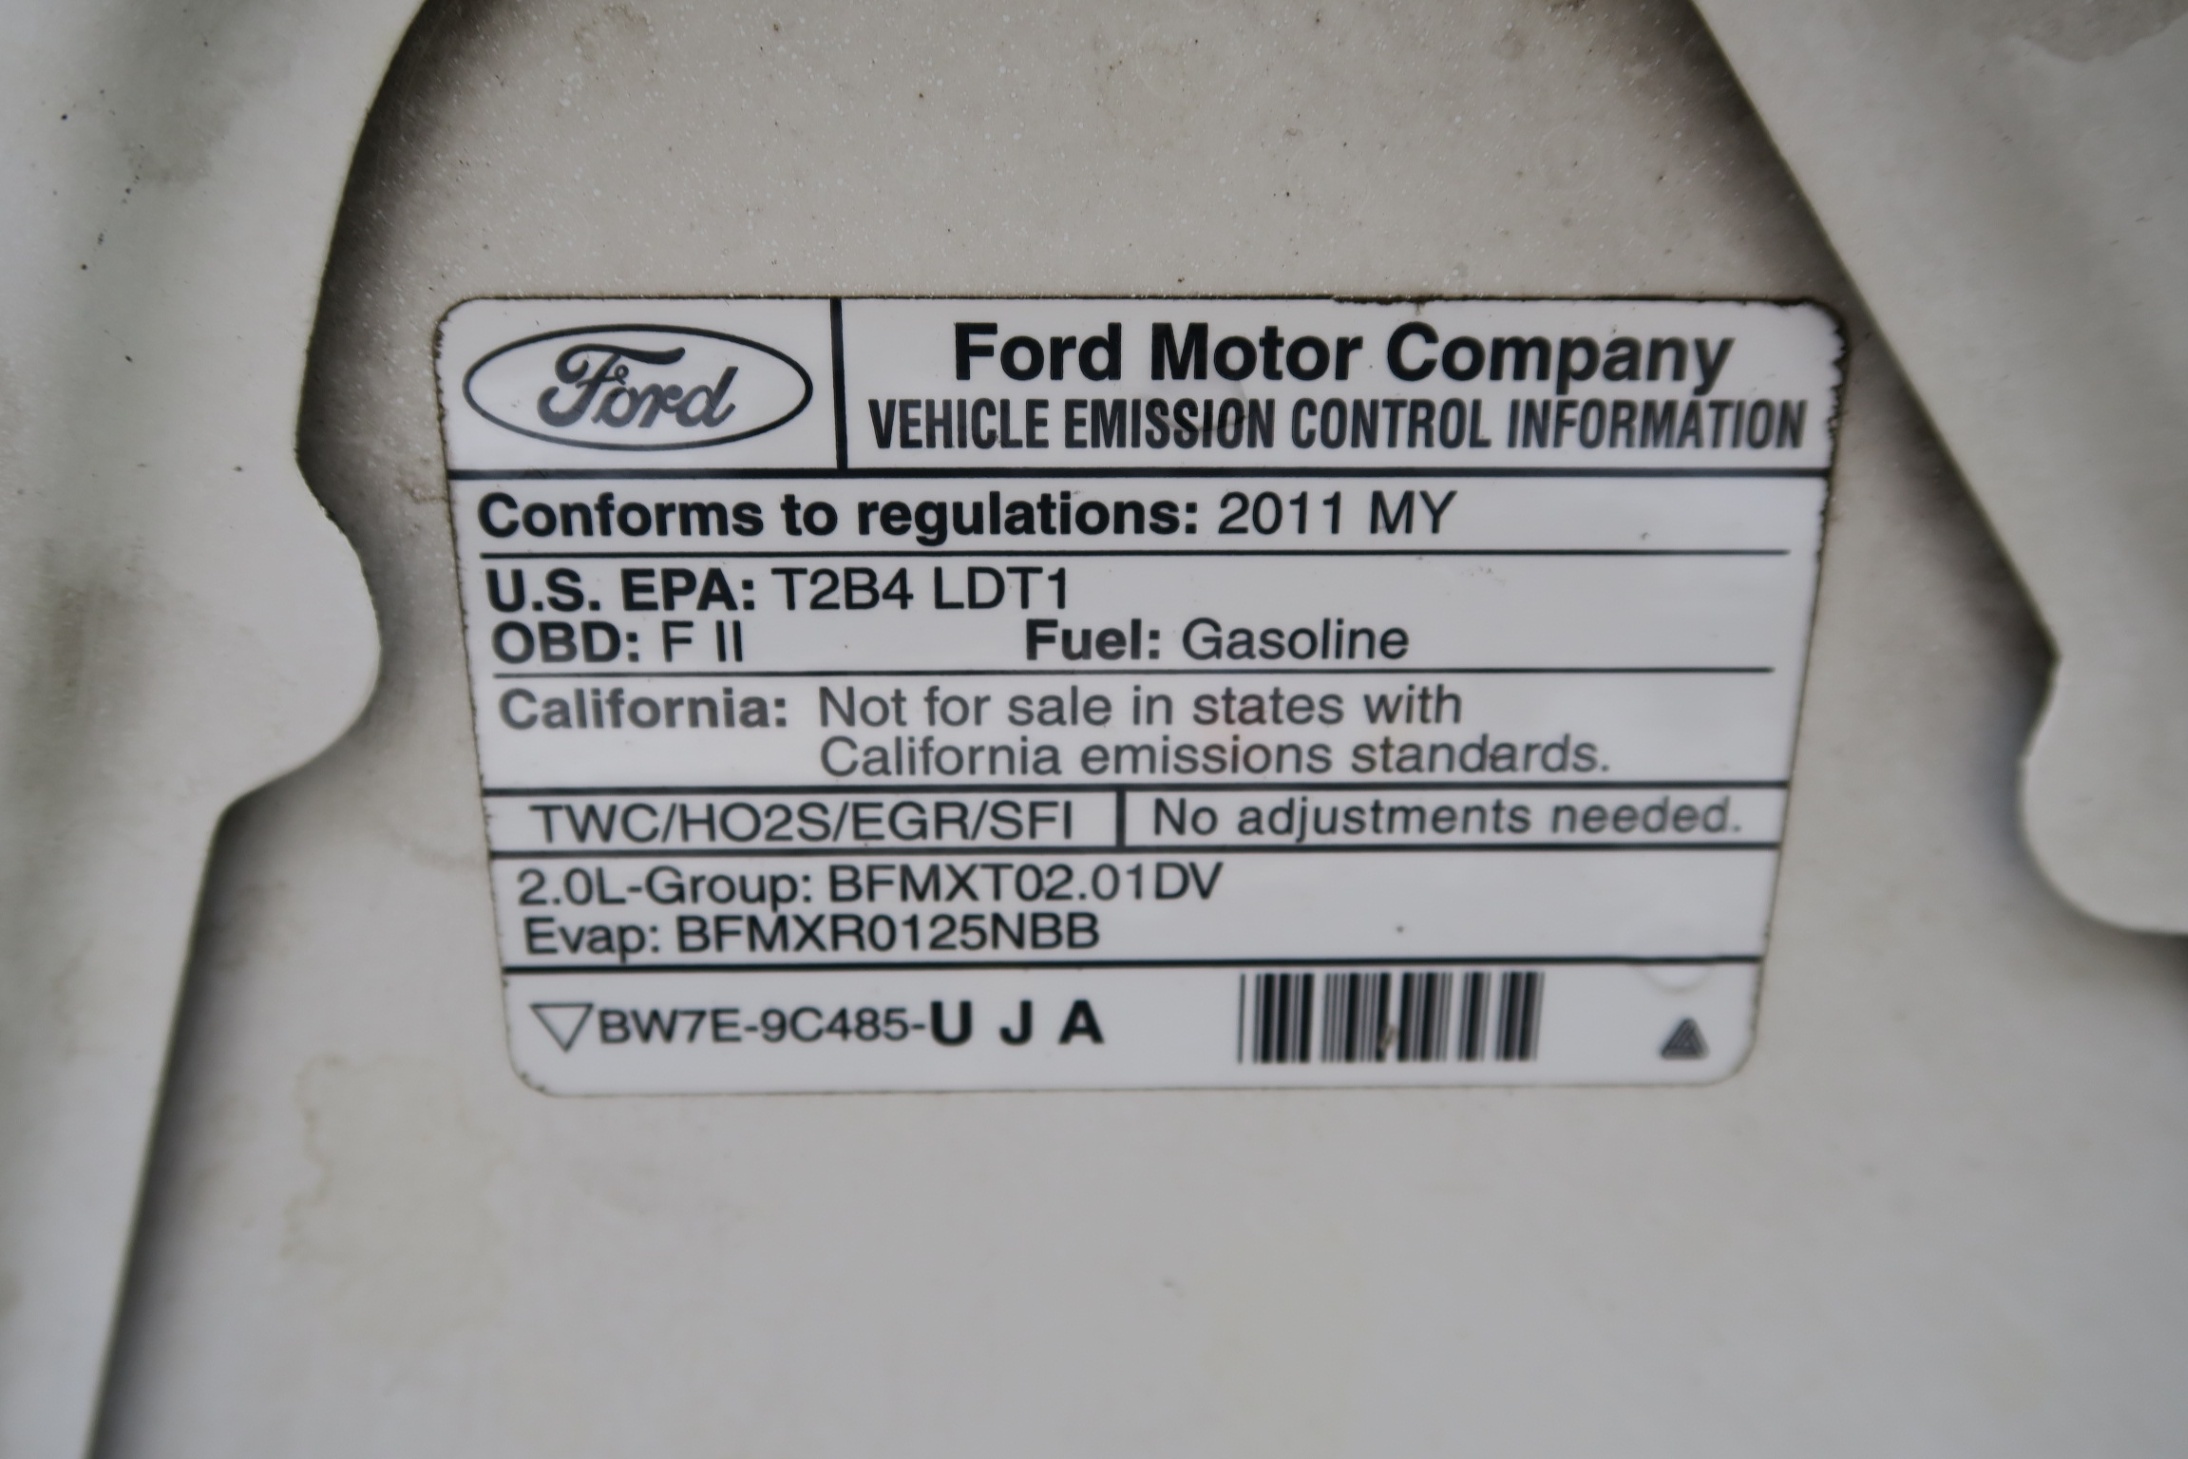 Ford
Ford Motor Company
VEHICLE EMISSION CONTROL INFORMATION
Conforms to regulations: 2011 MY
U.S. EPA: T2B4 LDT1
OBD: F II Fuel: Gasoline
California: Not for sale in states with
California emissions standards.
TWC/HO2S/EGR/SFI No adjustments needed.
2.0L-Group: BFMXT02.01DV
Evap: BFMXR0125NBB
BW7E-9C485-U J A